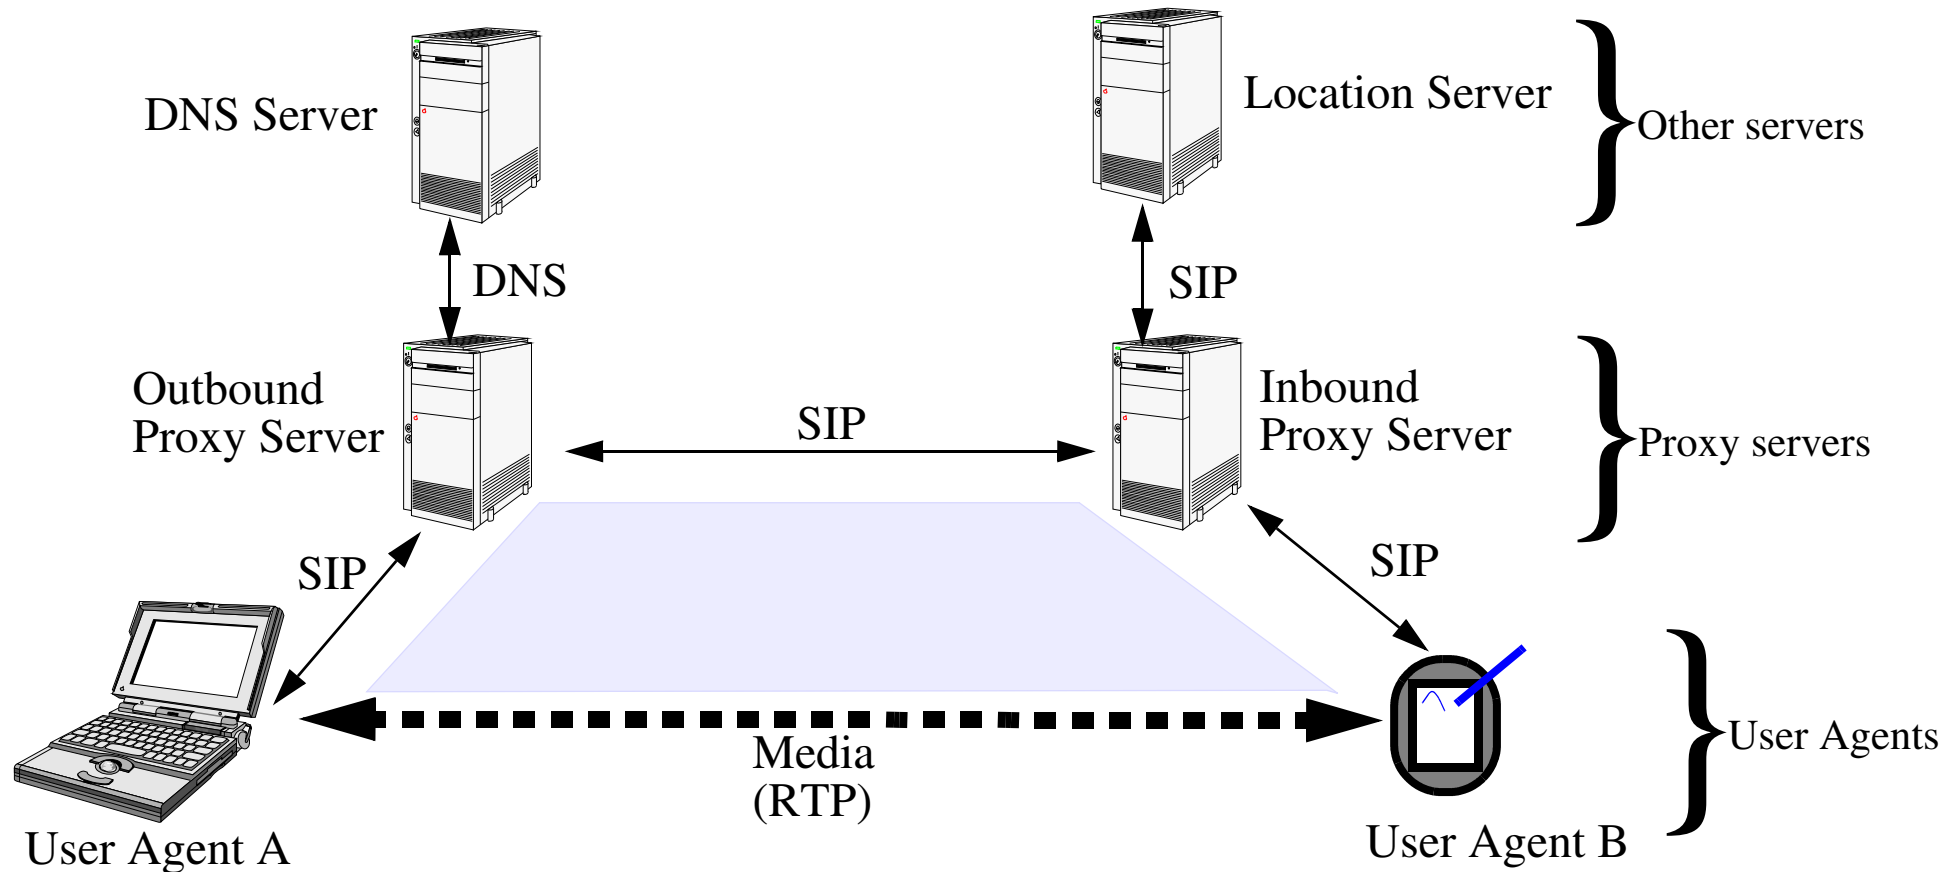 DNS Server
Location Server
Other servers
DNS
SIP
Outbound
Proxy Server
SIP
Inbound
Proxy Server
Proxy servers
SIP
SIP
Media
(RTP)
User Agents
User Agent A
User Agent B